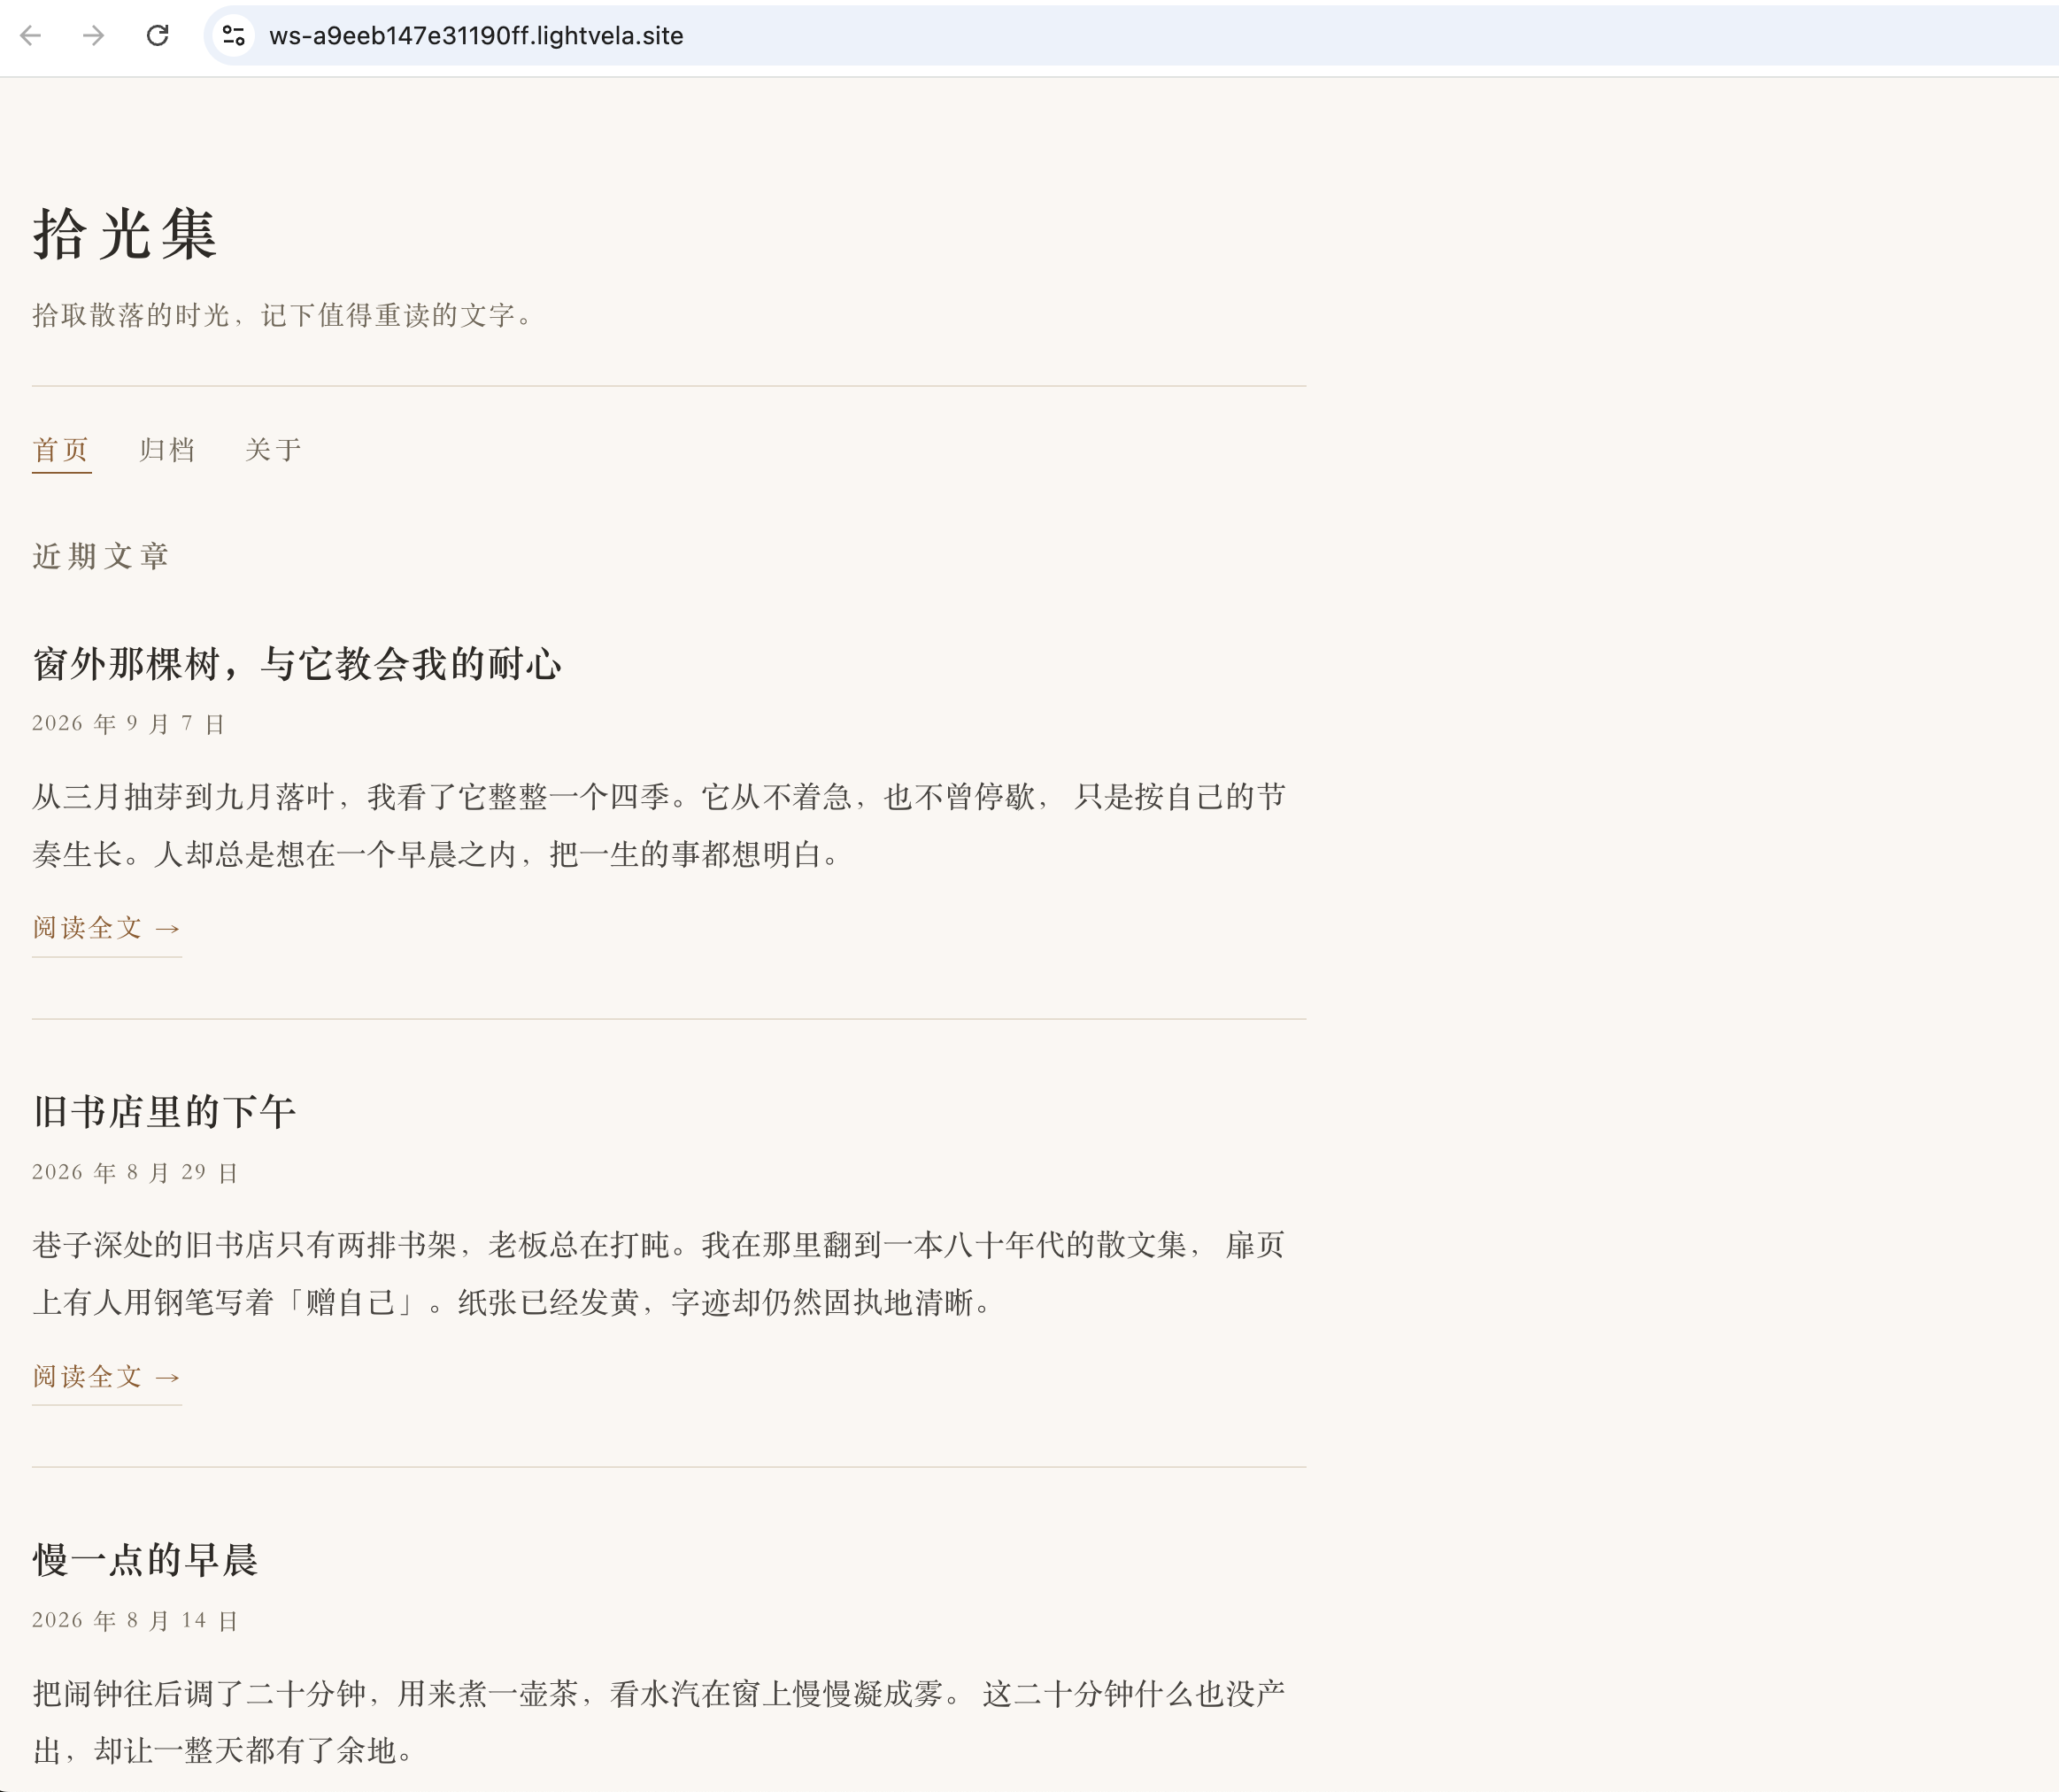 ws-a9eeb147e31190ff.lightvela.site
拾光集
拾取散落的时光，记下值得重读的文字。
首页 归档 关于
近期文章
窗外那棵树，与它教会我的耐心
2026 年 9 月 7 日
从三月抽芽到九月落叶，我看了它整整一个四季。它从不着急，也不曾停歇， 只是按自己的节
奏生长。人却总是想在一个早晨之内，把一生的事都想明白。
阅读全文 →
旧书店里的下午
2026 年 8 月 29 日
巷子深处的旧书店只有两排书架，老板总在打盹。我在那里翻到一本八十年代的散文集， 扉页
上有人用钢笔写着「赠自己」。纸张已经发黄，字迹却仍然固执地清晰。
阅读全文 →
慢一点的早晨
2026 年 8 月 14 日
把闹钟往后调了二十分钟，用来煮一壶茶，看水汽在窗上慢慢凝成雾。 这二十分钟什么也没产
出，却让一整天都有了余地。